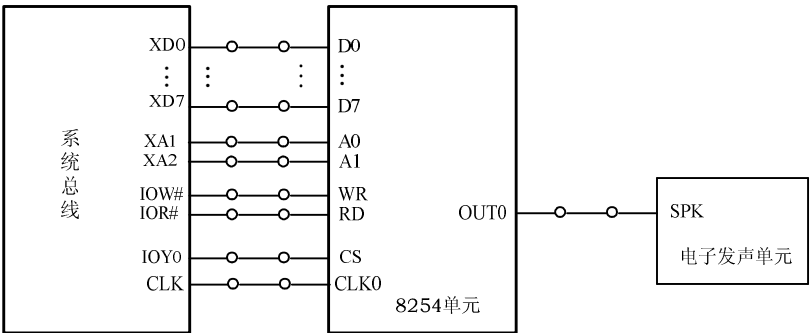 XD0
D0
XD7
D7
XA1
A0
XA2
A1
IOW#
WR
IOR#
RD
IOY0
CS
CLK
CLK0
系统总线
OUT0
8254单元
SPK
电子发声单元